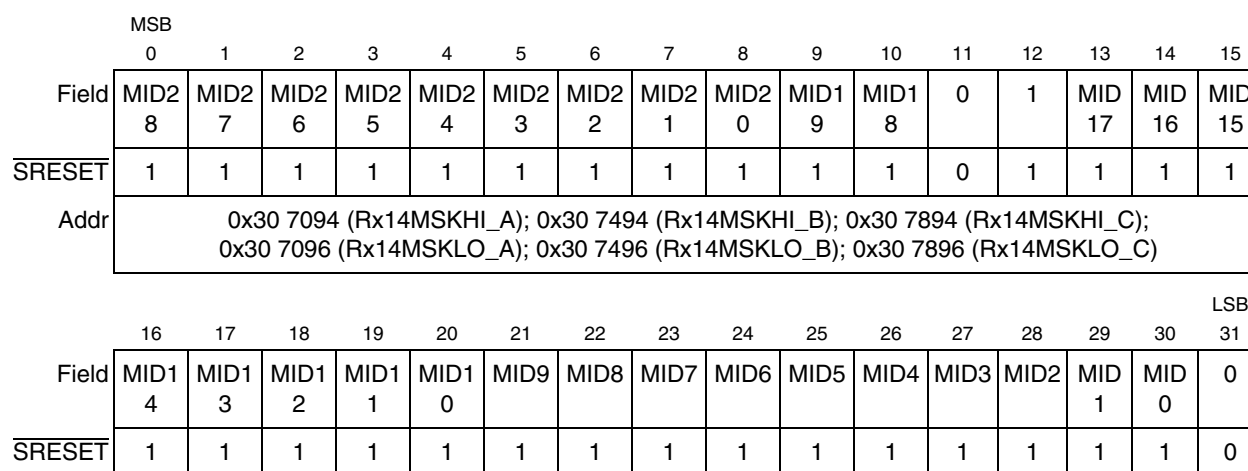 MSB
0 1 2 3 4 5 6 7 8 9 10 11 12 13 14 15
Field MID2 MID2 MID2 MID2 MID2 MID2 MID2 MID2 MID2 MID1 MID1 0 1 MID MID MID
8 7 6 5 4 3 2 1 0 9 8 17 16 15
SRESET 1 1 1 1 1 1 1 1 1 1 1 0 1 1 1 1
Addr 0x30 7094 (Rx14MSKHI_A); 0x30 7494 (Rx14MSKHI_B); 0x30 7894 (Rx14MSKHI_C);
0x30 7096 (Rx14MSKLO_A); 0x30 7496 (Rx14MSKLO_B); 0x30 7896 (Rx14MSKLO_C)
LSB
16 17 18 19 20 21 22 23 24 25 26 27 28 29 30 31
Field MID1 MID1 MID1 MID1 MID1 MID9 MID8 MID7 MID6 MID5 MID4 MID3 MID2 MID MID 0
4 3 2 1 0 1 0
SRESET 1 1 1 1 1 1 1 1 1 1 1 1 1 1 1 0